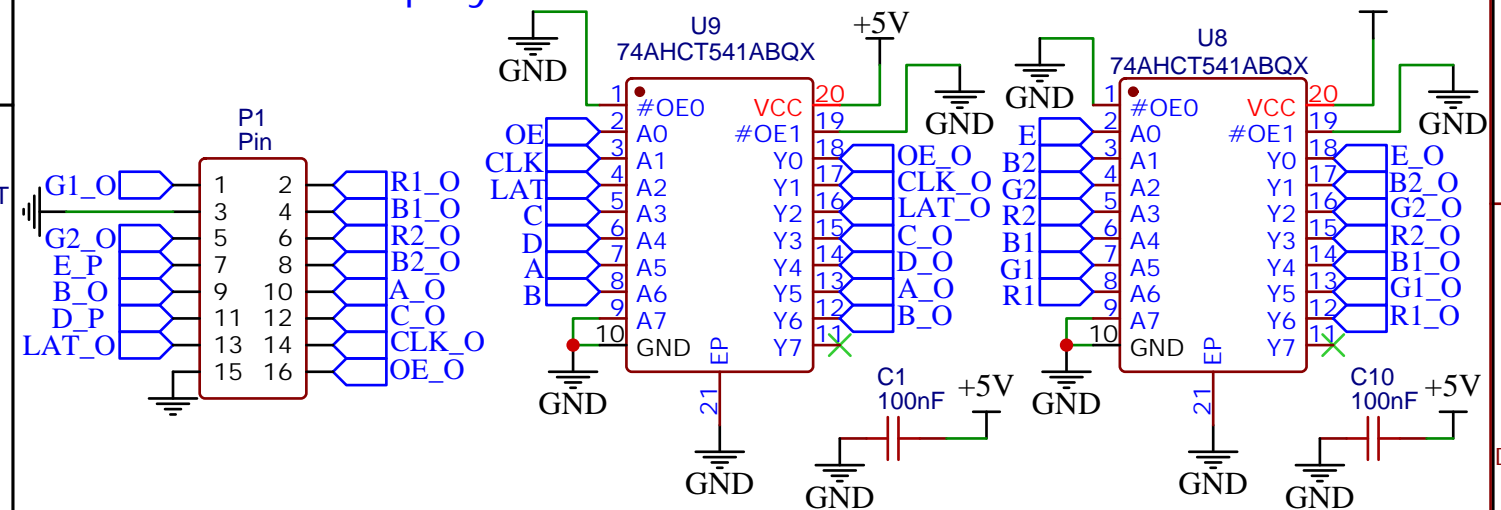 P1
Pin
G1_O 1 2 R1_O
3 4 B1_O
G2_O 5 6 R2_O
E_P 7 8 B2_O
B_O 9 10 A_O
D_P 11 12 C_O
LAT_O 13 14 CLK_O
15 16 OE_O
U9
74AHCT541ABQX
GND
+5V
GND
1 #OE0 VCC 20
OE 2 A0 #OE1 19
CLK 3 A1 Y0 18 OE_O
LAT 4 A2 Y1 17 CLK_O
C 5 A3 Y2 16 LAT_O
D 6 A4 Y3 15 C_O
A 7 A5 Y4 14 D_O
B 8 A6 Y5 13 A_O
9 A7 Y6 12 B_O
10 GND Y7 11
EP
21
GND
GND
C1
100nF
+5V
GND
U8
74AHCT541ABQX
GND
GND
1 #OE0 VCC 20
E 2 A0 #OE1 19
B2 3 A1 Y0 18 E_O
G2 4 A2 Y1 17 B2_O
R2 5 A3 Y2 16 G2_O
B1 6 A4 Y3 15 R2_O
G1 7 A5 Y4 14 B1_O
R1 8 A6 Y5 13 G1_O
9 A7 Y6 12 R1_O
10 GND Y7 11
EP
21
GND
GND
C10
100nF
+5V
GND